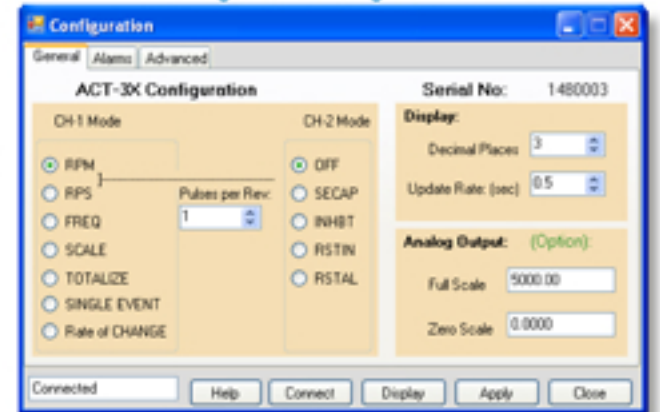 Configuration
General Alarms Advanced
ACT-3X Configuration
Serial No: 1480003
CH-1 Mode
RPM
RPS
FREQ
SCALE
TOTALIZE
SINGLE EVENT
Rate of CHANGE
Pulses per Rev:
1
CH-2 Mode
OFF
SECAP
INHBT
RSTIN
RSTAL
Display:
Decimal Places 3
Update Rate: (sec) 0.5
Analog Output: (Option):
Full Scale 5000.00
Zero Scale 0.0000
Connected Help Connect Display Apply Close